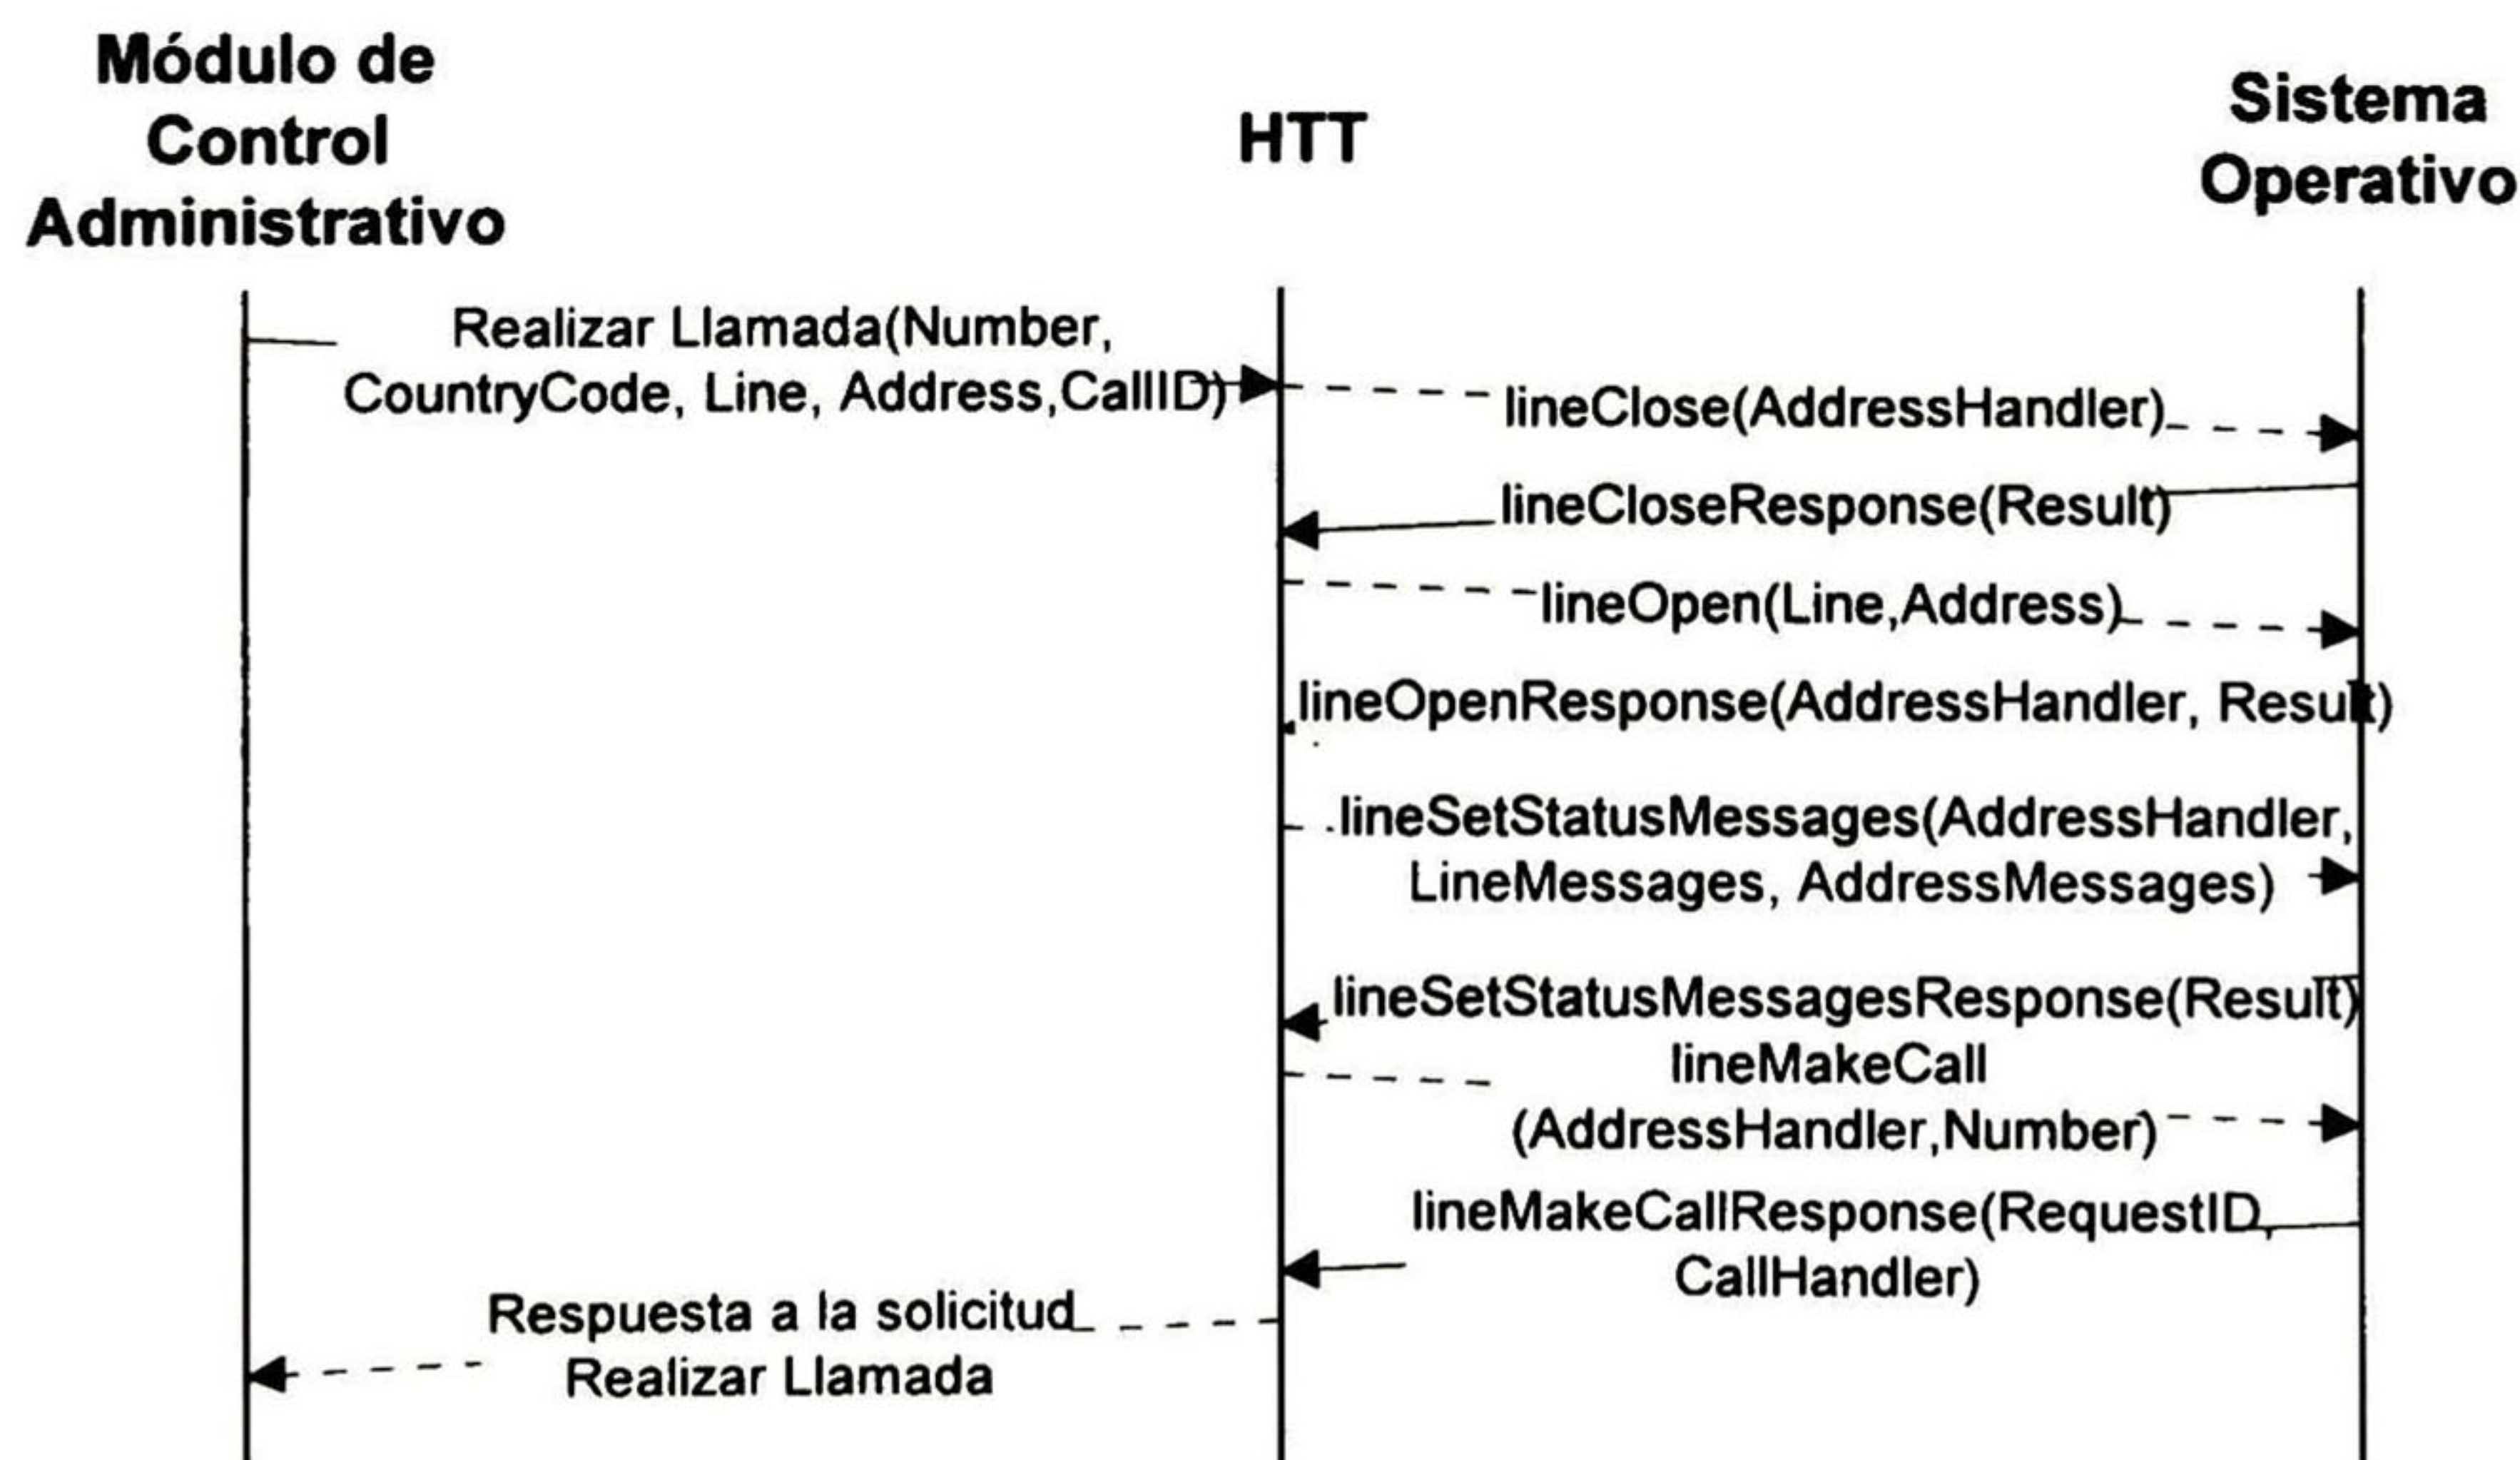 Módulo de
Control
Administrativo
HTT
Sistema
Operativo
Realizar Llamada(Number,
CountryCode, Line, Address,CallID)
lineClose(AddressHandler)
lineCloseResponse(Result)
lineOpen(Line,Address)
lineOpenResponse(AddressHandler, Result)
lineSetStatusMessages(AddressHandler,
LineMessages, AddressMessages)
lineSetStatusMessagesResponse(Result)
lineMakeCall
(AddressHandler,Number)
lineMakeCallResponse(RequestID,
CallHandler)
Respuesta a la solicitud
Realizar Llamada